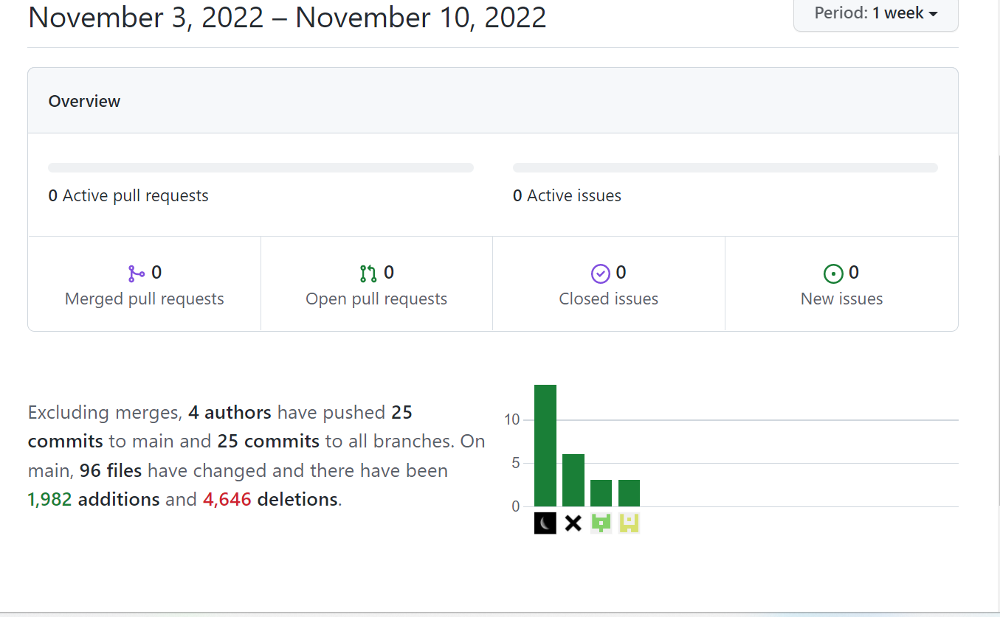 November 3, 2022 – November 10, 2022
Period: 1 week
Overview
0 Active pull requests
0 Active issues
0
Merged pull requests
0
Open pull requests
0
Closed issues
0
New issues
Excluding merges, 4 authors have pushed 25
commits to main and 25 commits to all branches. On
main, 96 files have changed and there have been
1,982 additions and 4,646 deletions.
10
5
0